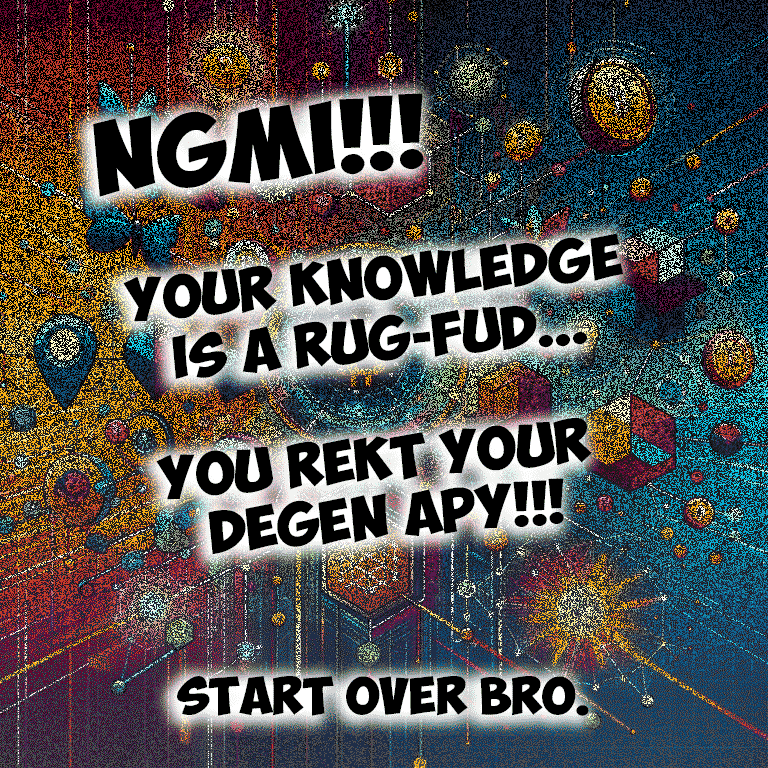 NGMI!!!
YOUR KNOWLEDGE
IS A RUG-FUD...
YOU REKT YOUR
DEGEN APY!!!
START OVER BRO.